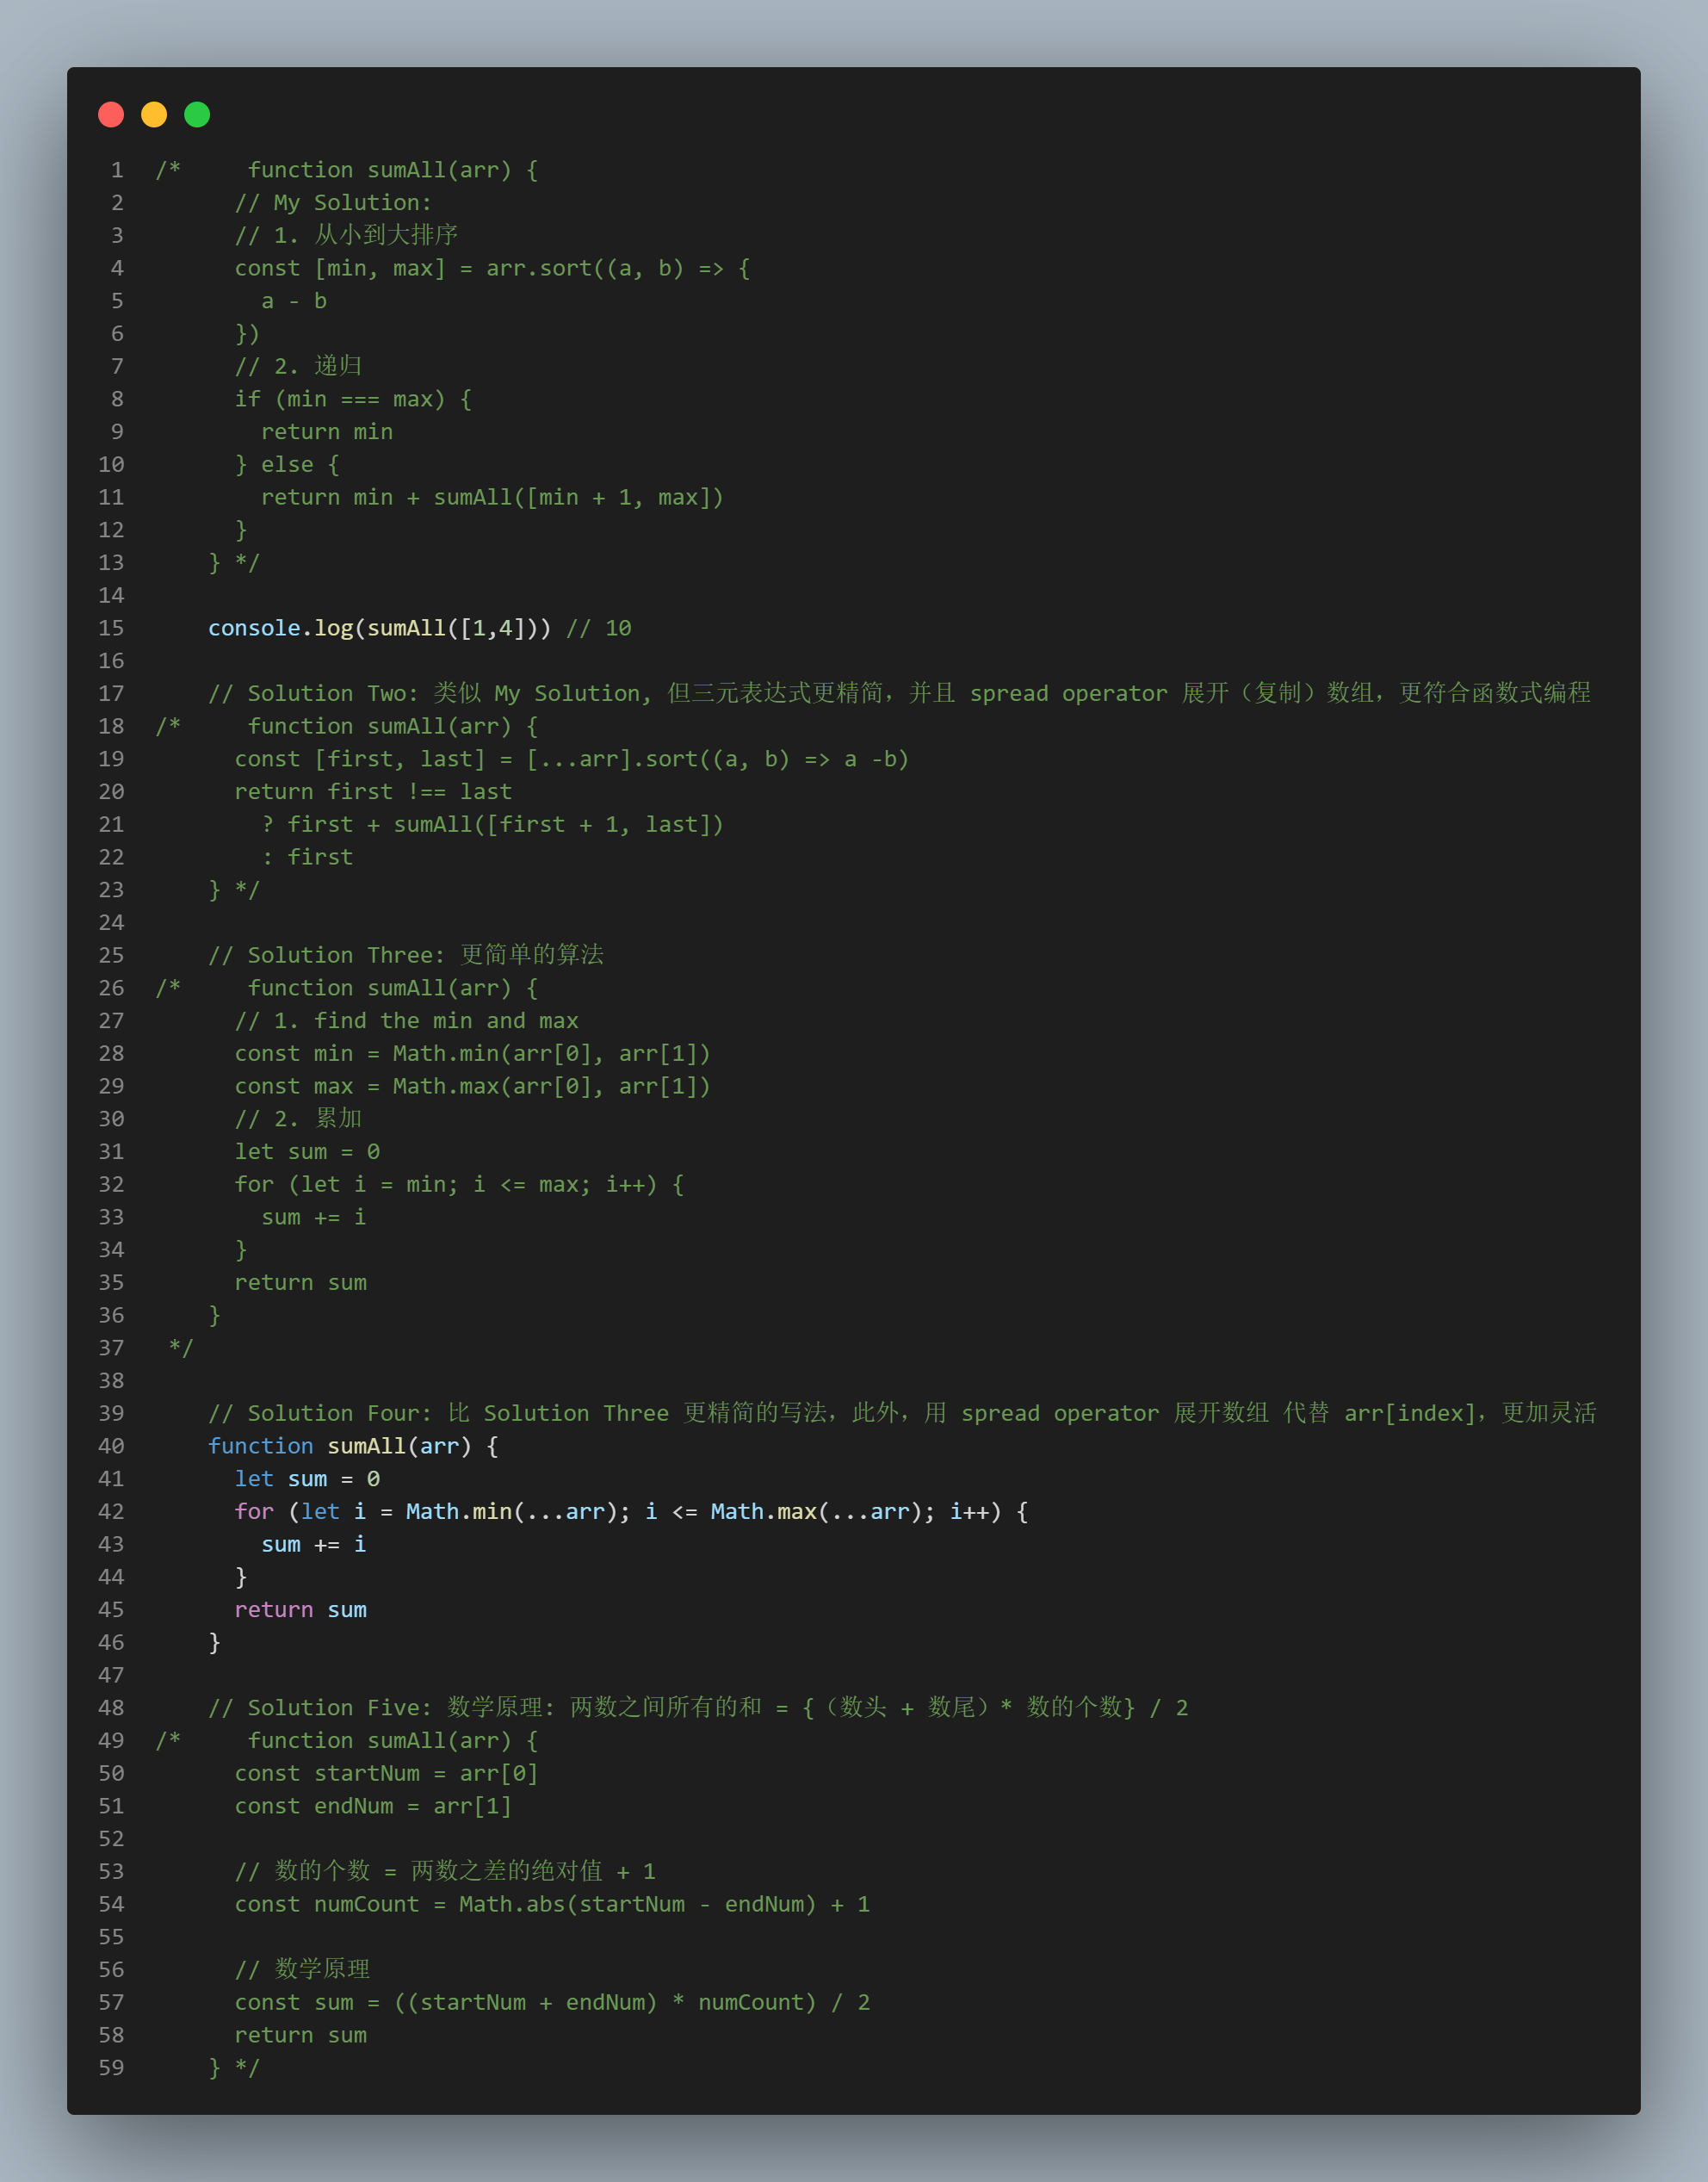 1 /*     function sumAll(arr) {
2       // My Solution:
3       // 1. 从小到大排序
4       const [min, max] = arr.sort((a, b) => {
5         a - b
6       })
7       // 2. 递归
8       if (min === max) {
9         return min
10       } else {
11         return min + sumAll([min + 1, max])
12       }
13     } */
14
15     console.log(sumAll([1,4])) // 10
16
17     // Solution Two: 类似 My Solution, 但三元表达式更精简，并且 spread operator 展开（复制）数组，更符合函数式编程
18 /*     function sumAll(arr) {
19       const [first, last] = [...arr].sort((a, b) => a -b)
20       return first !== last
21         ? first + sumAll([first + 1, last])
22         : first
23     } */
24
25     // Solution Three: 更简单的算法
26 /*     function sumAll(arr) {
27       // 1. find the min and max
28       const min = Math.min(arr[0], arr[1])
29       const max = Math.max(arr[0], arr[1])
30       // 2. 累加
31       let sum = 0
32       for (let i = min; i <= max; i++) {
33         sum += i
34       }
35       return sum
36     }
37  */
38
39     // Solution Four: 比 Solution Three 更精简的写法，此外，用 spread operator 展开数组 代替 arr[index]，更加灵活
40     function sumAll(arr) {
41       let sum = 0
42       for (let i = Math.min(...arr); i <= Math.max(...arr); i++) {
43         sum += i
44       }
45       return sum
46     }
47
48     // Solution Five: 数学原理: 两数之间所有的和 = {（数头 + 数尾）* 数的个数} / 2
49 /*     function sumAll(arr) {
50       const startNum = arr[0]
51       const endNum = arr[1]
52
53       // 数的个数 = 两数之差的绝对值 + 1
54       const numCount = Math.abs(startNum - endNum) + 1
55
56       // 数学原理
57       const sum = ((startNum + endNum) * numCount) / 2
58       return sum
59     } */